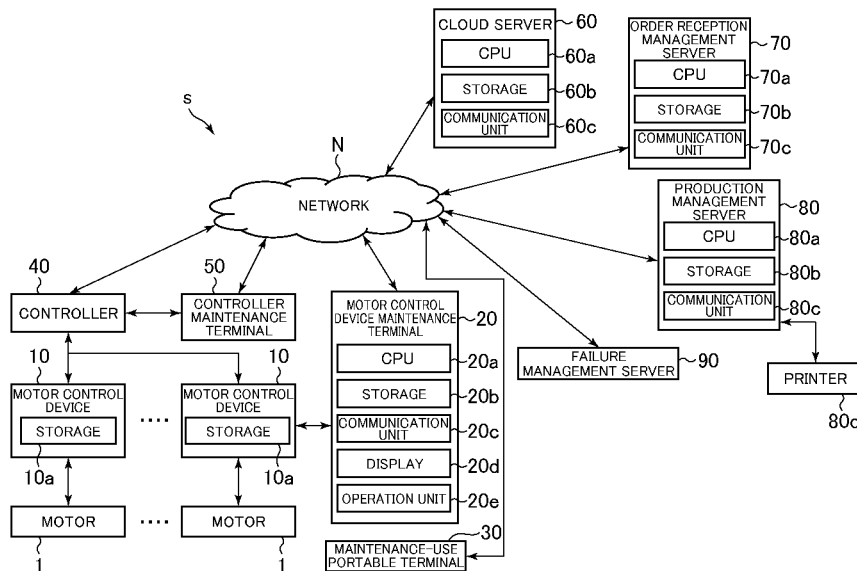 S
N
NETWORK
CLOUD SERVER
60
CPU
60a
STORAGE
60b
COMMUNICATION
UNIT
60c
ORDER RECEPTION
MANAGEMENT
SERVER
70
CPU
70a
STORAGE
70b
COMMUNICATION
UNIT
70c
PRODUCTION
MANAGEMENT
SERVER
80
CPU
80a
STORAGE
80b
COMMUNICATION
UNIT
80c
PRINTER
80d
FAILURE
MANAGEMENT SERVER
90
40
CONTROLLER
50
CONTROLLER
MAINTENANCE
TERMINAL
10
MOTOR CONTROL
DEVICE
STORAGE
10a
10
MOTOR CONTROL
DEVICE
STORAGE
10a
MOTOR
1
MOTOR
1
MOTOR CONTROL
DEVICE MAINTENANCE
TERMINAL
20
CPU
20a
STORAGE
20b
COMMUNICATION
UNIT
20c
DISPLAY
20d
OPERATION UNIT
20e
30
MAINTENANCE-USE
PORTABLE TERMINAL